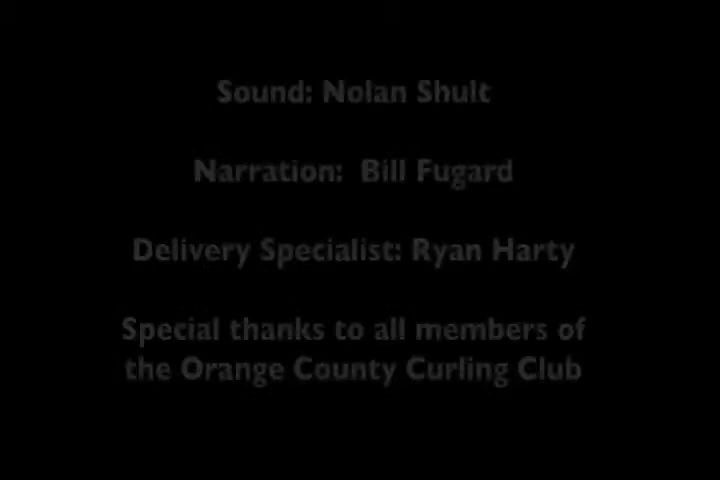 Sound: Nolan Shult
Narration:  Bill Fugard
Delivery Specialist: Ryan Harty
Special thanks to all members of
the Orange County Curling Club